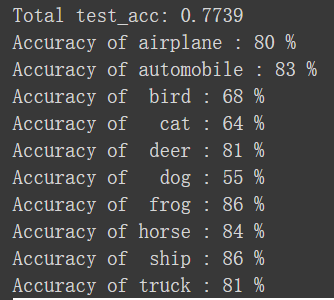 Total test_acc: 0.7739
Accuracy of airplane : 80 %
Accuracy of automobile : 83 %
Accuracy of  bird : 68 %
Accuracy of   cat : 64 %
Accuracy of  deer : 81 %
Accuracy of   dog : 55 %
Accuracy of  frog : 86 %
Accuracy of horse : 84 %
Accuracy of  ship : 86 %
Accuracy of truck : 81 %